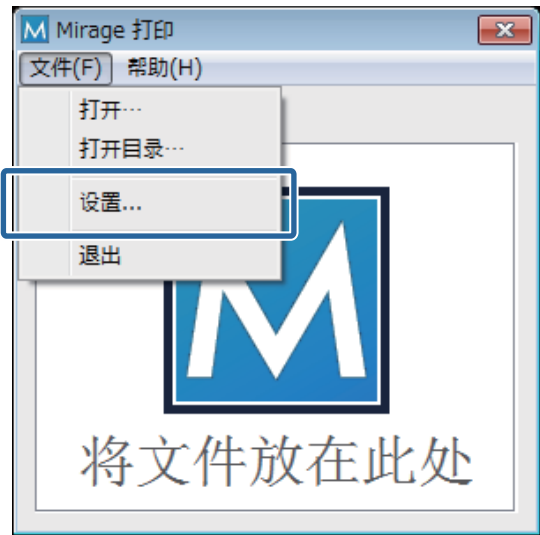 Mirage 打印
文件(F) 帮助(H)
打开…
打开目录…
设置...
退出
M
将文件放在此处